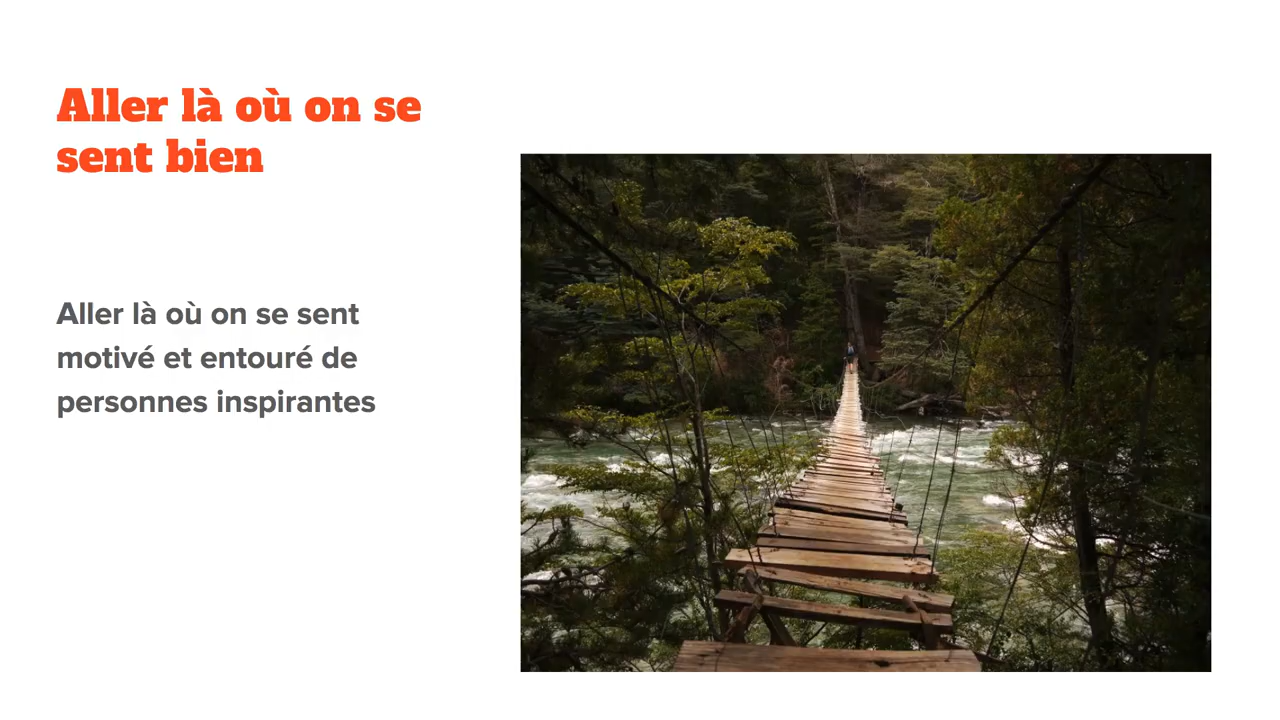 Aller là où on se
sent bien
Aller là où on se sent
motivé et entouré de
personnes inspirantes